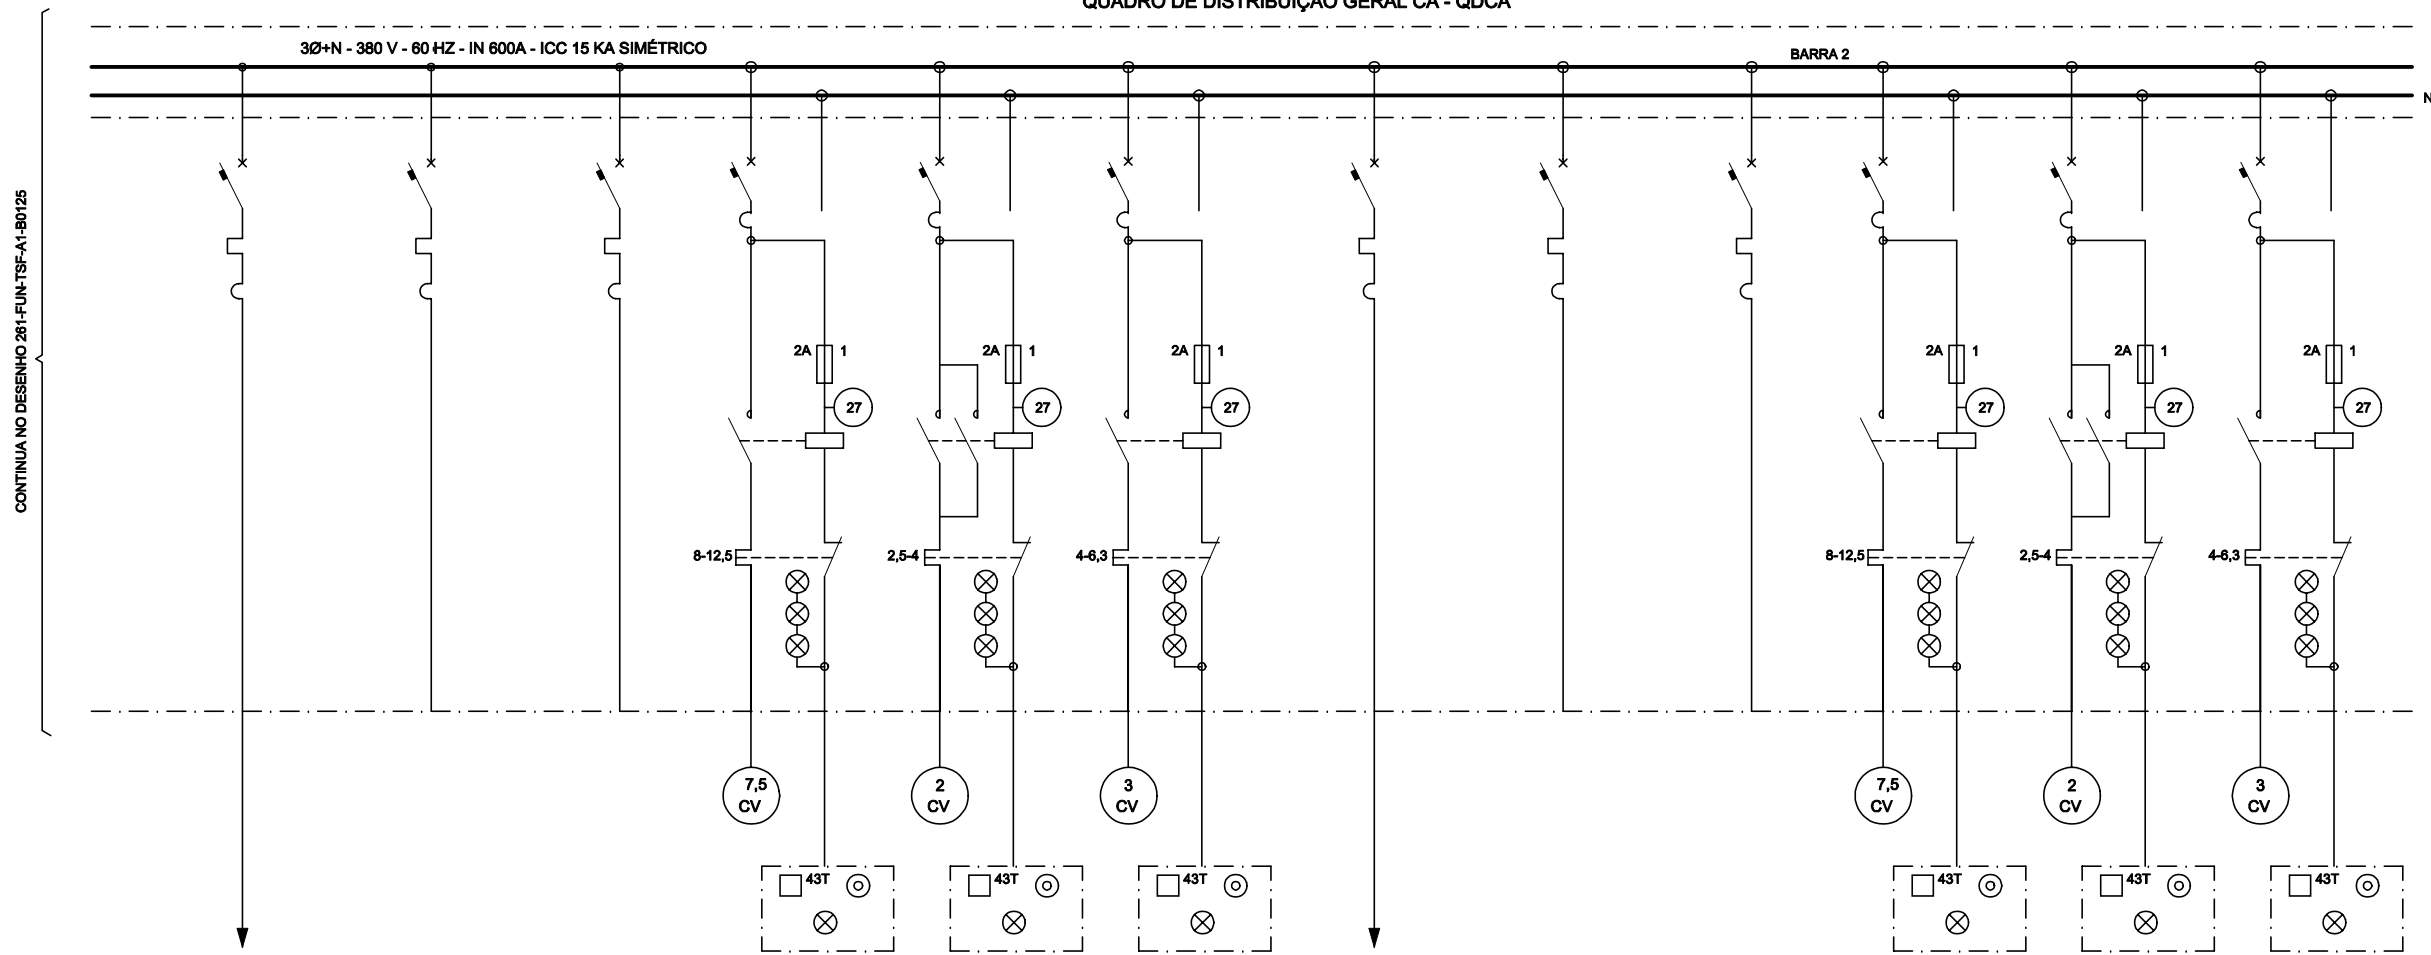 QUADRO DE DISTRIBUIÇÃO GERAL CA - QDCA
3Ø+N - 380 V - 60 HZ - IN 600A - ICC 15 KA SIMÉTRICO
BARRA 2
N
CONTINUA NO DESENHO 261-FUN-TSF-A1-B0125
2A 1 2A 1 2A 1 2A 1 2A 1 2A 1
27 27 27 27 27 27
8-12,5 2,5-4 4-6,3 8-12,5 2,5-4 4-6,3
7,5 2 3 7,5 2 3
CV CV CV CV CV CV
43T 43T 43T 43T 43T 43T